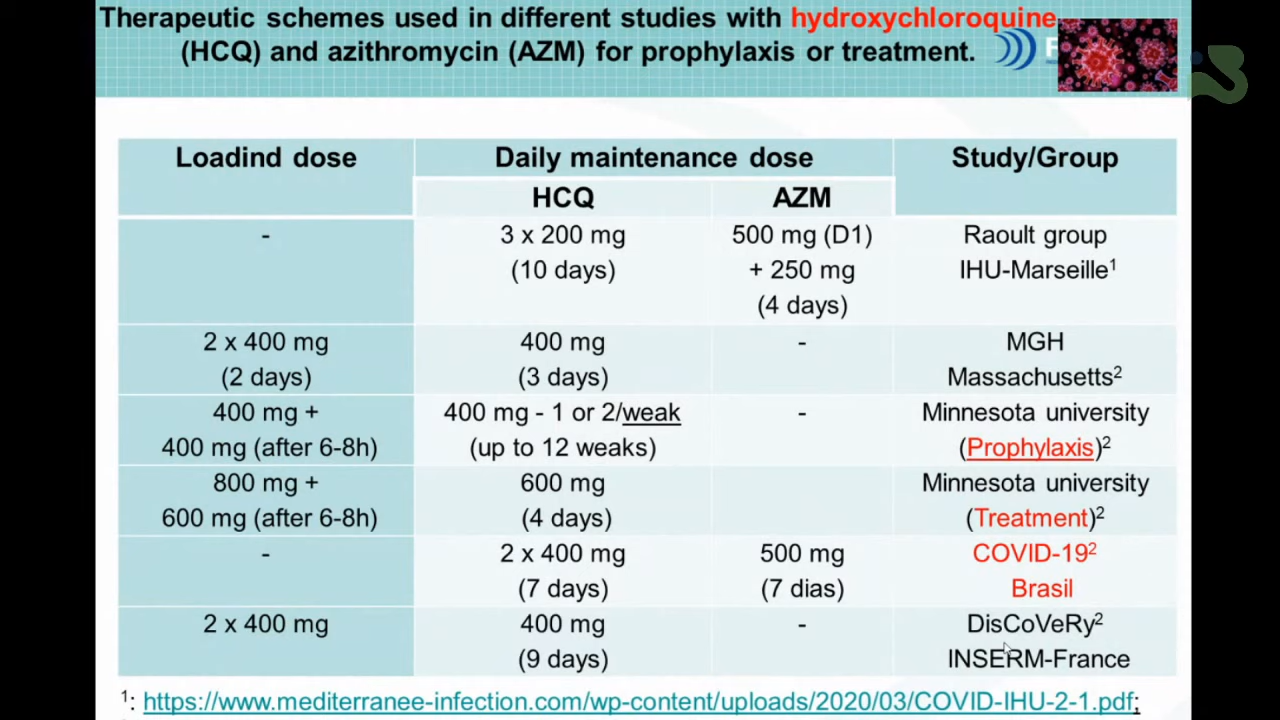 Therapeutic schemes used in different studies with hydroxychloroquine
(HCQ) and azithromycin (AZM) for prophylaxis or treatment.
Loadind dose
Daily maintenance dose
Study/Group
HCQ
AZM
-
3 x 200 mg
(10 days)
500 mg (D1)
+ 250 mg
(4 days)
Raoult group
IHU-Marseille¹
2 x 400 mg
(2 days)
400 mg
(3 days)
-
MGH
Massachusetts²
400 mg +
400 mg (after 6-8h)
400 mg - 1 or 2/weak
(up to 12 weaks)
-
Minnesota university
(Prophylaxis)²
800 mg +
600 mg (after 6-8h)
600 mg
(4 days)
Minnesota university
(Treatment)²
-
2 x 400 mg
(7 days)
500 mg
(7 dias)
COVID-19²
Brasil
2 x 400 mg
400 mg
(9 days)
-
DisCoVeRy²
INSERM-France
¹: https://www.mediterranee-infection.com/wp-content/uploads/2020/03/COVID-IHU-2-1.pdf;